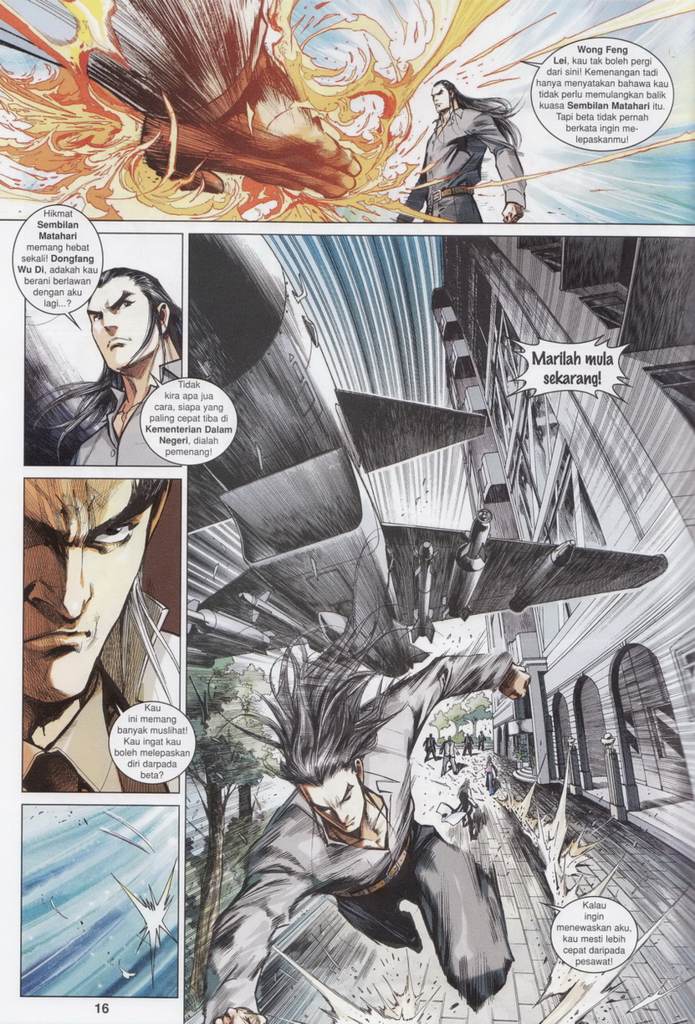 Wong Feng
Lei, kau tak boleh pergi
dari sini! Kemenangan tadi
hanya menyatakan bahawa kau
tidak perlu memulangkan balik
kuasa Sembilan Matahari itu.
Tapi beta tidak pernah
berkata ingin me-
lepaskanmu!
Hikmat
Sembilan
Matahari
memang hebat
sekali! Dongfang
Wu Di, adakah kau
berani berlawan
dengan aku
lagi...?
Tidak
kira apa jua
cara, siapa yang
paling cepat tiba di
Kementerian Dalam
Negeri, dialah
pemenang!
Kau
memang
banyak muslihat!
Kau ingat kau
boleh melepaskan
diri darpada
beta?
Marilah mula
sekarang!
Kalau
ingin
menewaskan aku,
kau mesti lebih
cepat daripada
pesawat!
16